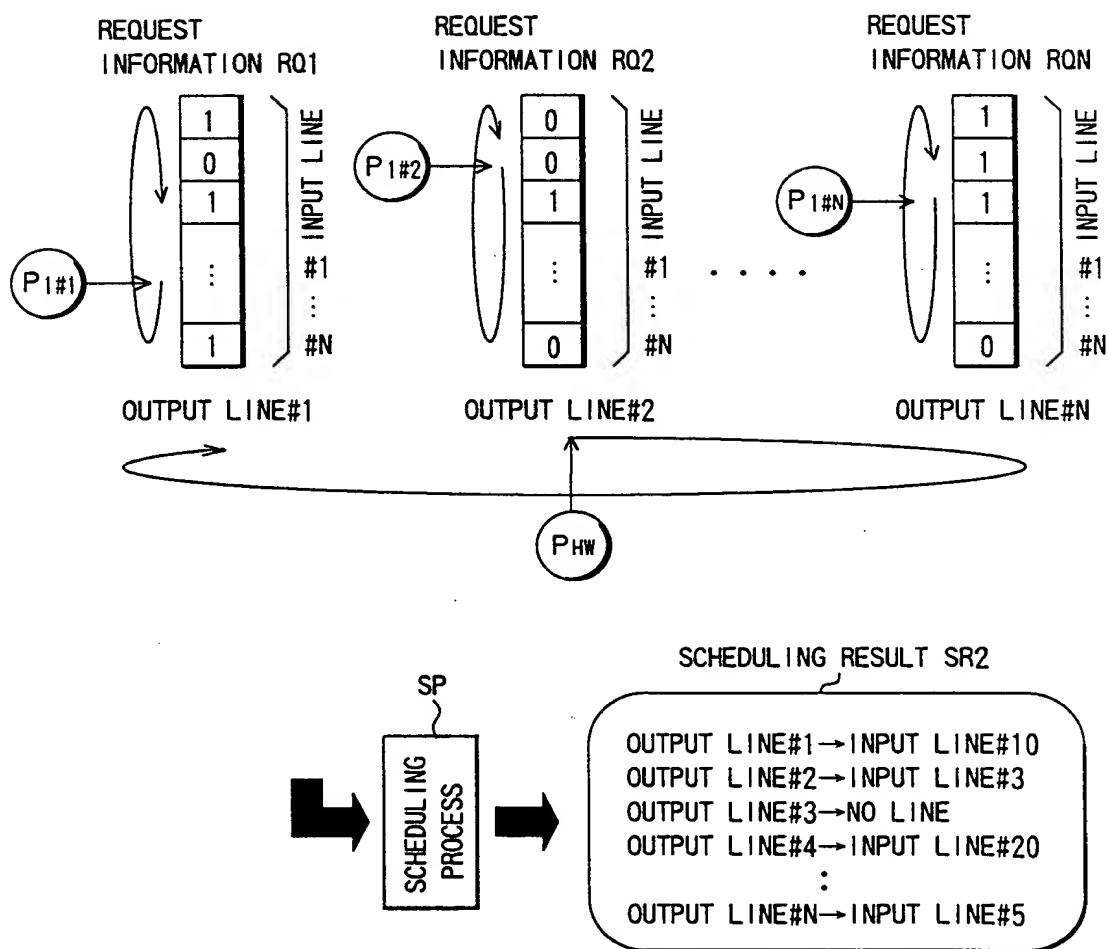 REQUEST
INFORMATION RQ1
1
0
1
⋮
1
INPUT LINE
#1
⋮
#N
P1#1
OUTPUT LINE#1
REQUEST
INFORMATION RQ2
0
0
1
⋮
0
INPUT LINE
#1
⋮
#N
P1#2
OUTPUT LINE#2
. . . .
REQUEST
INFORMATION RQN
1
1
1
⋮
0
INPUT LINE
#1
⋮
#N
P1#N
OUTPUT LINE#N
PHW
SP
SCHEDULING
PROCESS
SCHEDULING RESULT SR2
OUTPUT LINE#1→INPUT LINE#10
OUTPUT LINE#2→INPUT LINE#3
OUTPUT LINE#3→NO LINE
OUTPUT LINE#4→INPUT LINE#20
⋮
OUTPUT LINE#N→INPUT LINE#5